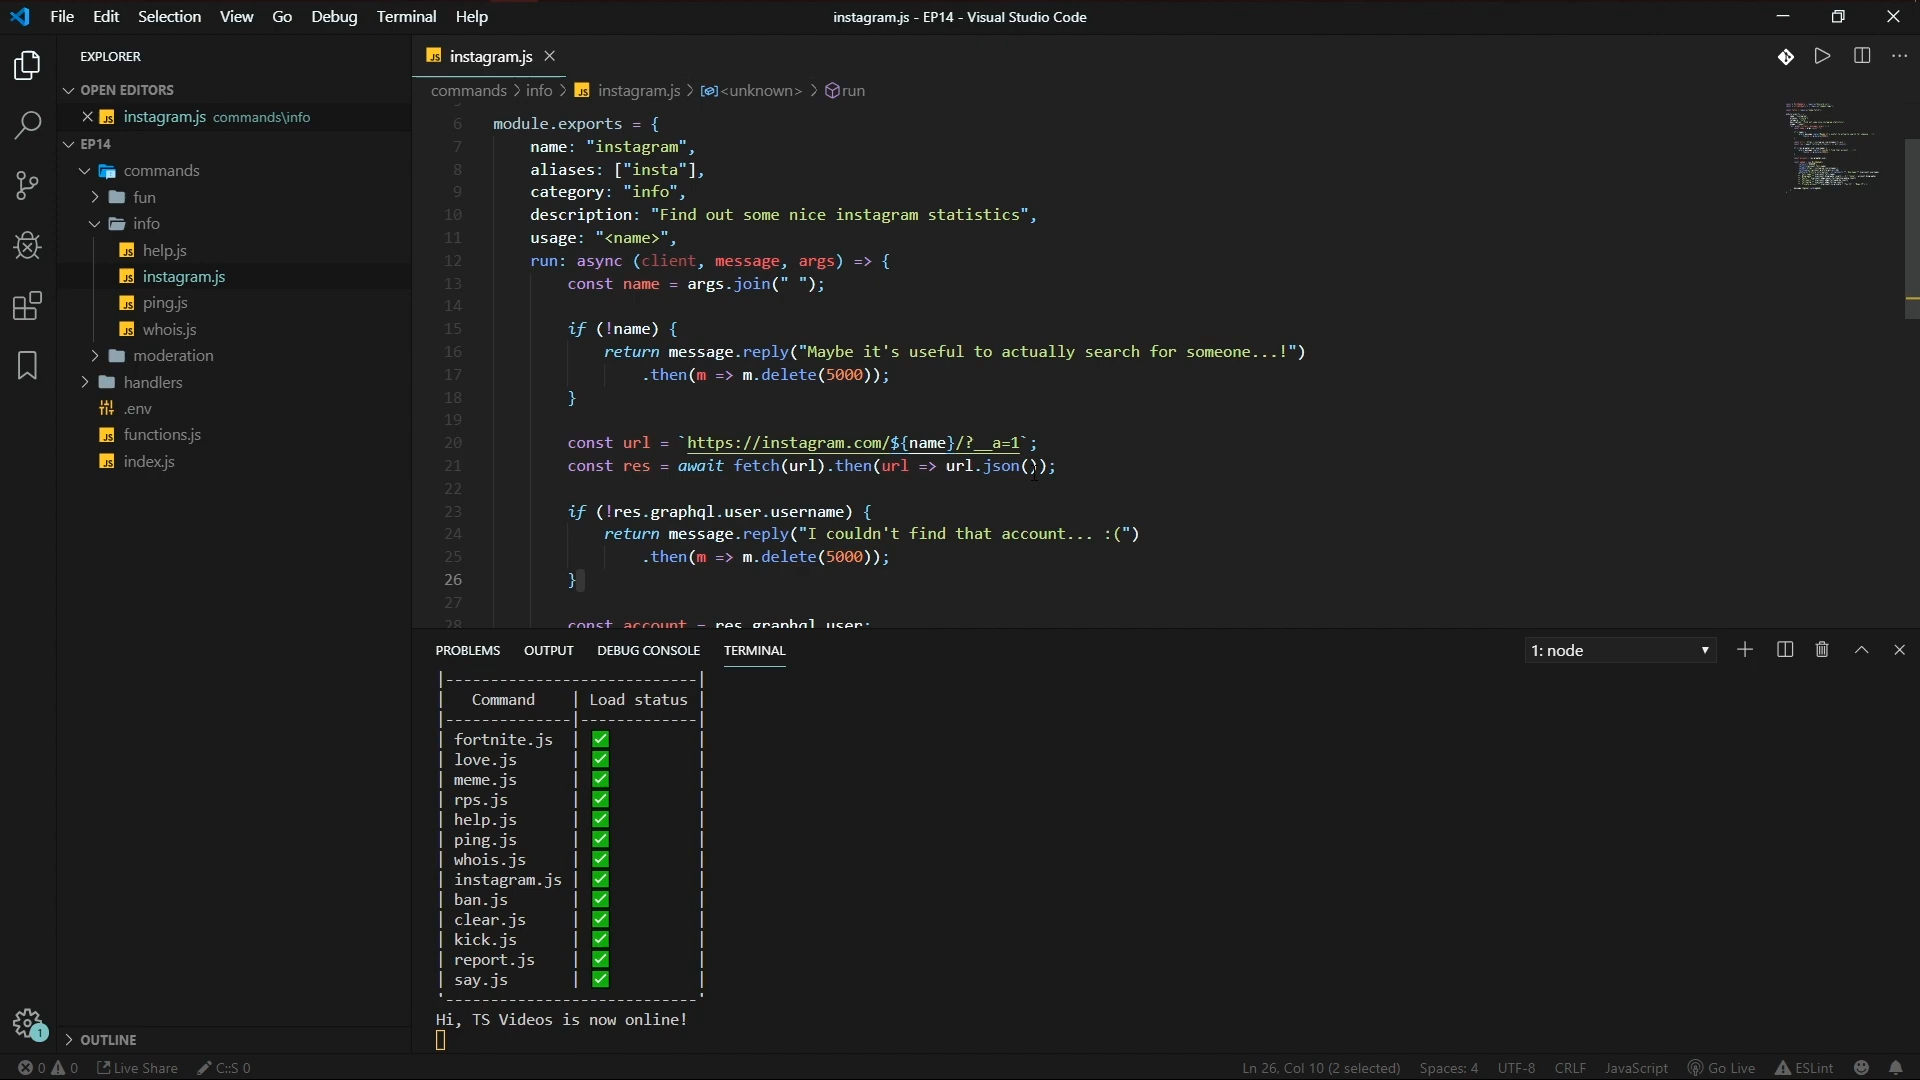 File Edit Selection View Go Debug Terminal Help
instagram.js - EP14 - Visual Studio Code
EXPLORER
OPEN EDITORS
instagram.js commands\info
EP14
commands
fun
info
help.js
instagram.js
ping.js
whois.js
moderation
handlers
.env
functions.js
index.js
OUTLINE
instagram.js
commands > info > instagram.js > <unknown> > run
6 module.exports = {
7 name: "instagram",
8 aliases: ["insta"],
9 category: "info",
10 description: "Find out some nice instagram statistics",
11 usage: "<name>",
12 run: async (client, message, args) => {
13 const name = args.join(" ");
14
15 if (!name) {
16 return message.reply("Maybe it's useful to actually search for someone...!")
17 .then(m => m.delete(5000));
18 }
19
20 const url = `https://instagram.com/${name}/?__a=1`;
21 const res = await fetch(url).then(url => url.json());
22
23 if (!res.graphql.user.username) {
24 return message.reply("I couldn't find that account... :(")
25 .then(m => m.delete(5000));
26 }
27
28 const account = res.graphql.user;
PROBLEMS OUTPUT DEBUG CONSOLE TERMINAL
1: node
|----------------------------|
| Command | Load status |
|--------------|-------------|
| fortnite.js | ✅ |
| love.js | ✅ |
| meme.js | ✅ |
| rps.js | ✅ |
| help.js | ✅ |
| ping.js | ✅ |
| whois.js | ✅ |
| instagram.js | ✅ |
| ban.js | ✅ |
| clear.js | ✅ |
| kick.js | ✅ |
| report.js | ✅ |
| say.js | ✅ |
'----------------------------'
Hi, TS Videos is now online!
1
0 0 Live Share C::S 0
Ln 26, Col 10 (2 selected) Spaces: 4 UTF-8 CRLF JavaScript Go Live ESLint